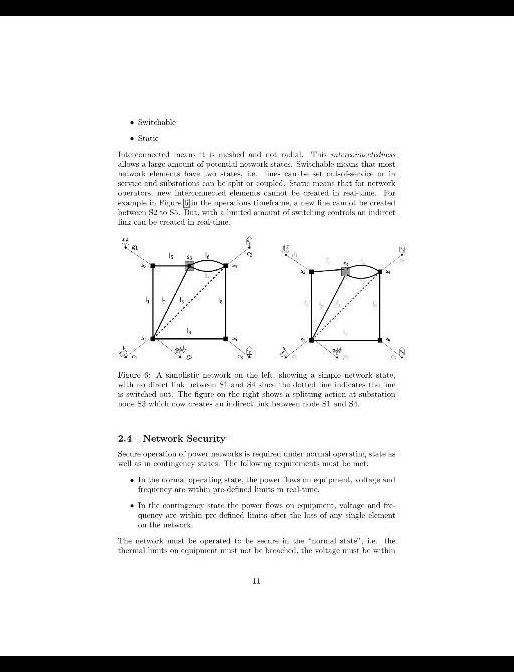 • Switchable
• Static
Interconnected means it is meshed and not radial. This interconnectedness
allows a large amount of potential network states. Switchable means that most
network elements have two states, i.e. lines can be set out-of-service or in
service and substations can be split or coupled. Static means that for network
operators, new interconnected elements cannot be created in real-time. For
example in Figure 6 in the operations timeframe, a new line cannot be created
between S2 to S5. But, with a limited amount of switching controls an indirect
link can be created in real-time.
Figure 6: A simplistic network on the left, showing a simple network state,
with no direct link between S1 and S4 since the dotted line indicates the line
is switched out. The figure on the right shows a splitting action at substation
node S3 which now creates an indirect link between node S1 and S4.
2.4 Network Security
Secure operation of power networks is required under normal operating state as
well as in contingency states. The following requirements must be met:
• In the normal operating state, the power flows on equipment, voltage and
frequency are within pre-defined limits in real-time.
• In the contingency state the power flows on equipment, voltage and fre-
quency are within pre-defined limits after the loss of any single element
on the network.
The network must be operated to be secure in the "normal state", i.e. the
thermal limits on equipment must not be breached, the voltage must be within
11